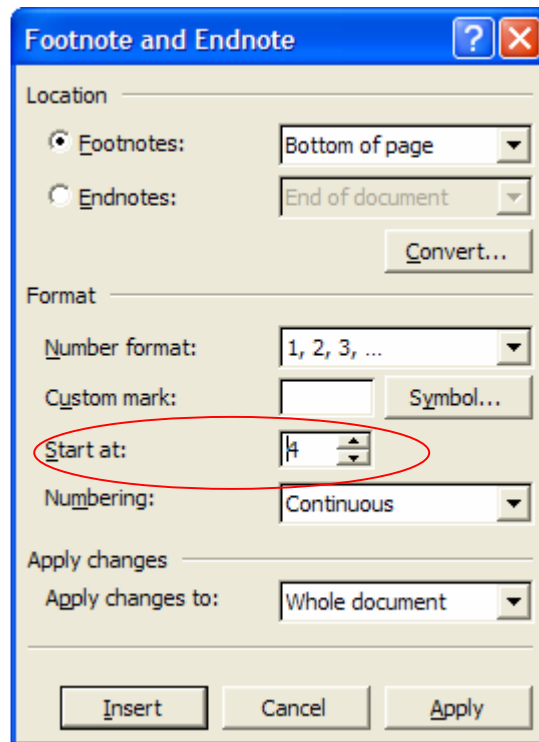 Footnote and Endnote ?
Location
Footnotes: Bottom of page
Endnotes: End of document
Convert...
Format
Number format: 1, 2, 3, ...
Custom mark: Symbol...
Start at: 4
Numbering: Continuous
Apply changes
Apply changes to: Whole document
Insert Cancel Apply